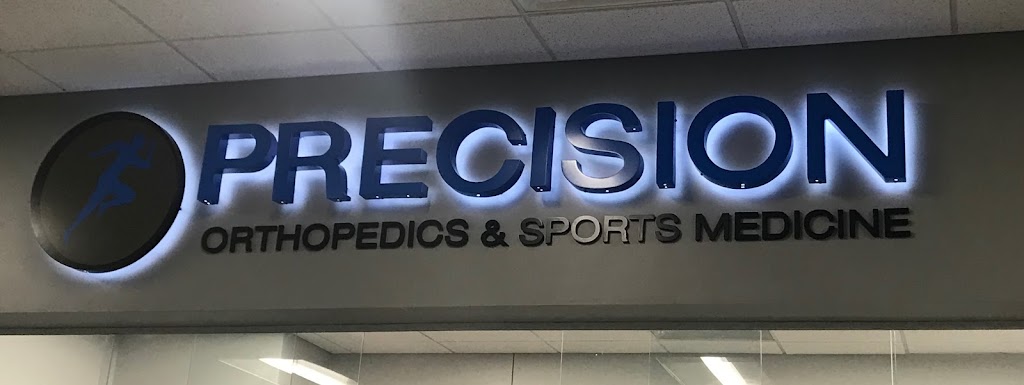 PRECISION
ORTHOPEDICS & SPORTS MEDICINE